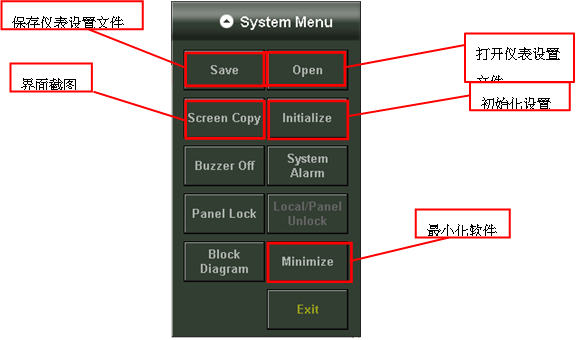 保存仪表设置文件
System Menu
打开仪表设置
文件
Save
Open
界面截图
初始化设置
Screen Copy
Initialize
Buzzer Off
System
Alarm
Panel Lock
Local/Panel
Unlock
最小化软件
Block
Diagram
Minimize
Exit